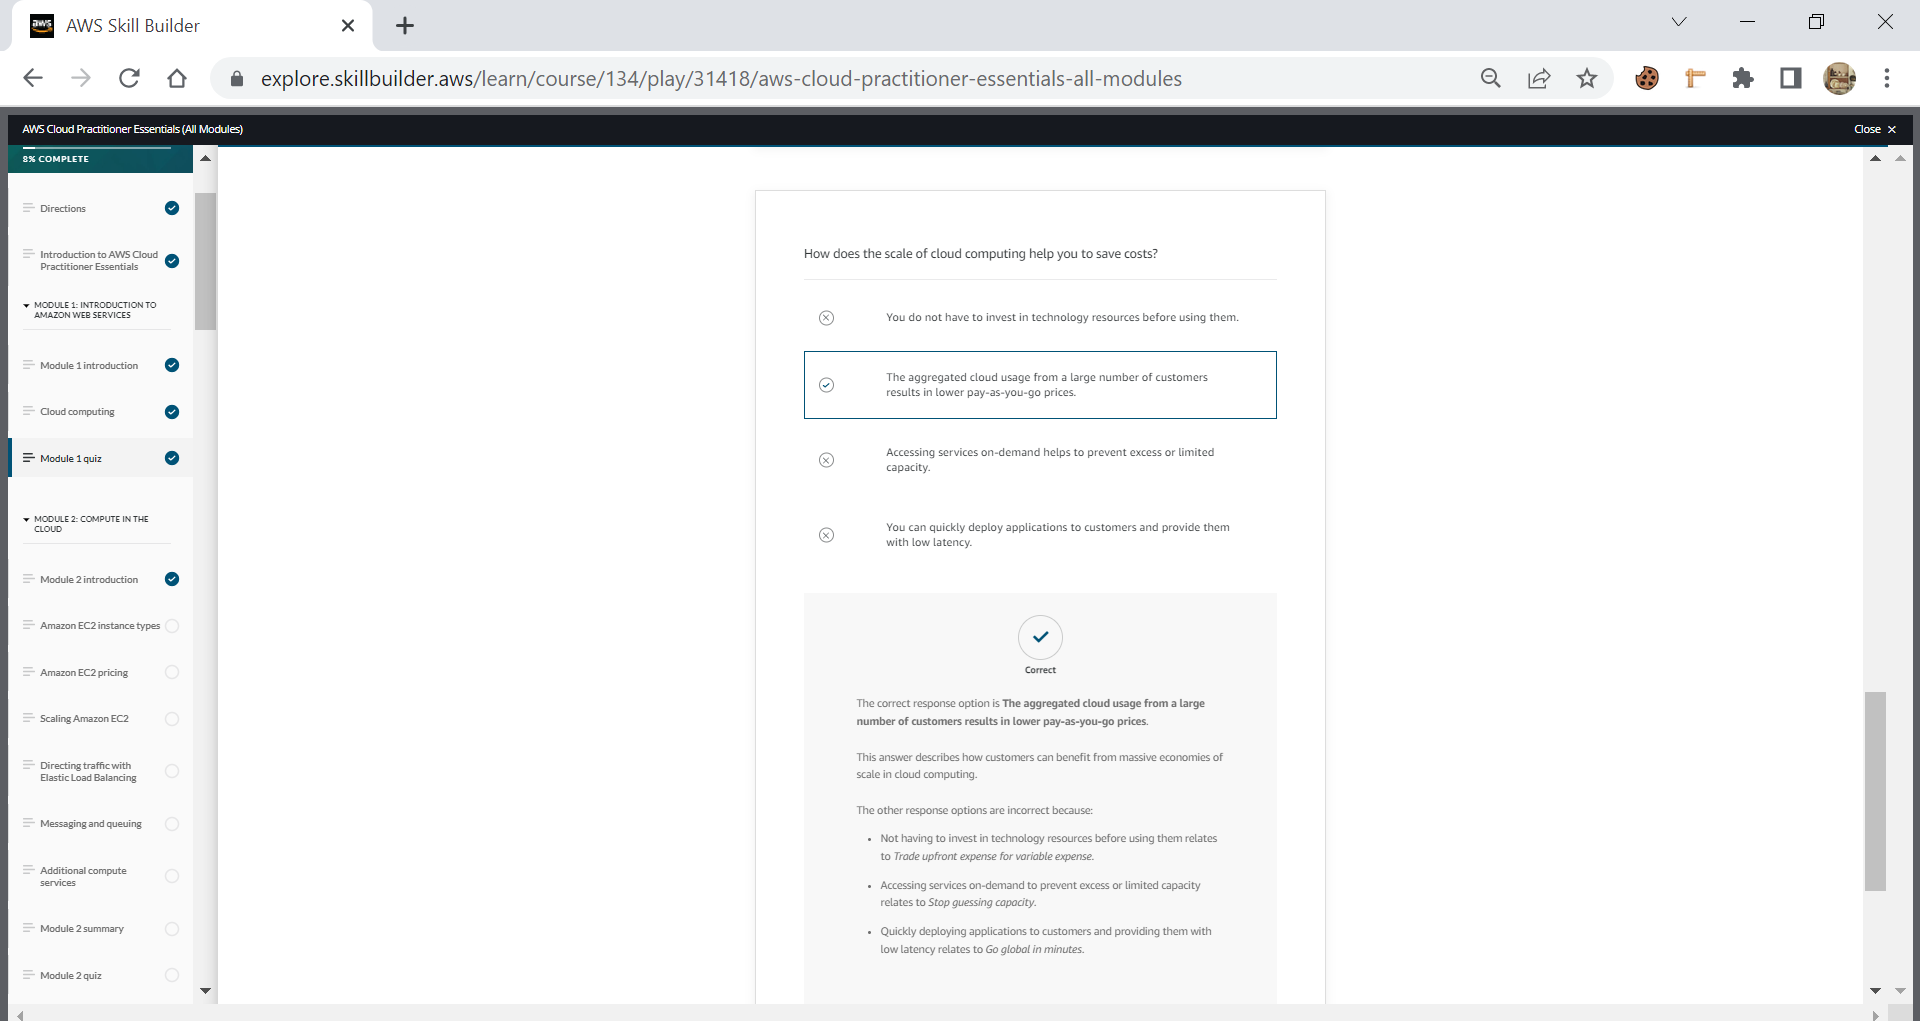 AWS Skill Builder
explore.skillbuilder.aws/learn/course/134/play/31418/aws-cloud-practitioner-essentials-all-modules
AWS Cloud Practitioner Essentials (All Modules)
Close
8% COMPLETE
Directions
Introduction to AWS Cloud
Practitioner Essentials
MODULE 1: INTRODUCTION TO
AMAZON WEB SERVICES
Module 1 introduction
Cloud computing
Module 1 quiz
MODULE 2: COMPUTE IN THE
CLOUD
Module 2 introduction
Amazon EC2 instance types
Amazon EC2 pricing
Scaling Amazon EC2
Directing traffic with
Elastic Load Balancing
Messaging and queuing
Additional compute
services
Module 2 summary
Module 2 quiz
How does the scale of cloud computing help you to save costs?
You do not have to invest in technology resources before using them.
The aggregated cloud usage from a large number of customers
results in lower pay-as-you-go prices.
Accessing services on-demand helps to prevent excess or limited
capacity.
You can quickly deploy applications to customers and provide them
with low latency.
Correct
The correct response option is The aggregated cloud usage from a large
number of customers results in lower pay-as-you-go prices.
This answer describes how customers can benefit from massive economies of
scale in cloud computing.
The other response options are incorrect because:
• Not having to invest in technology resources before using them relates
to Trade upfront expense for variable expense.
• Accessing services on-demand to prevent excess or limited capacity
relates to Stop guessing capacity.
• Quickly deploying applications to customers and providing them with
low latency relates to Go global in minutes.